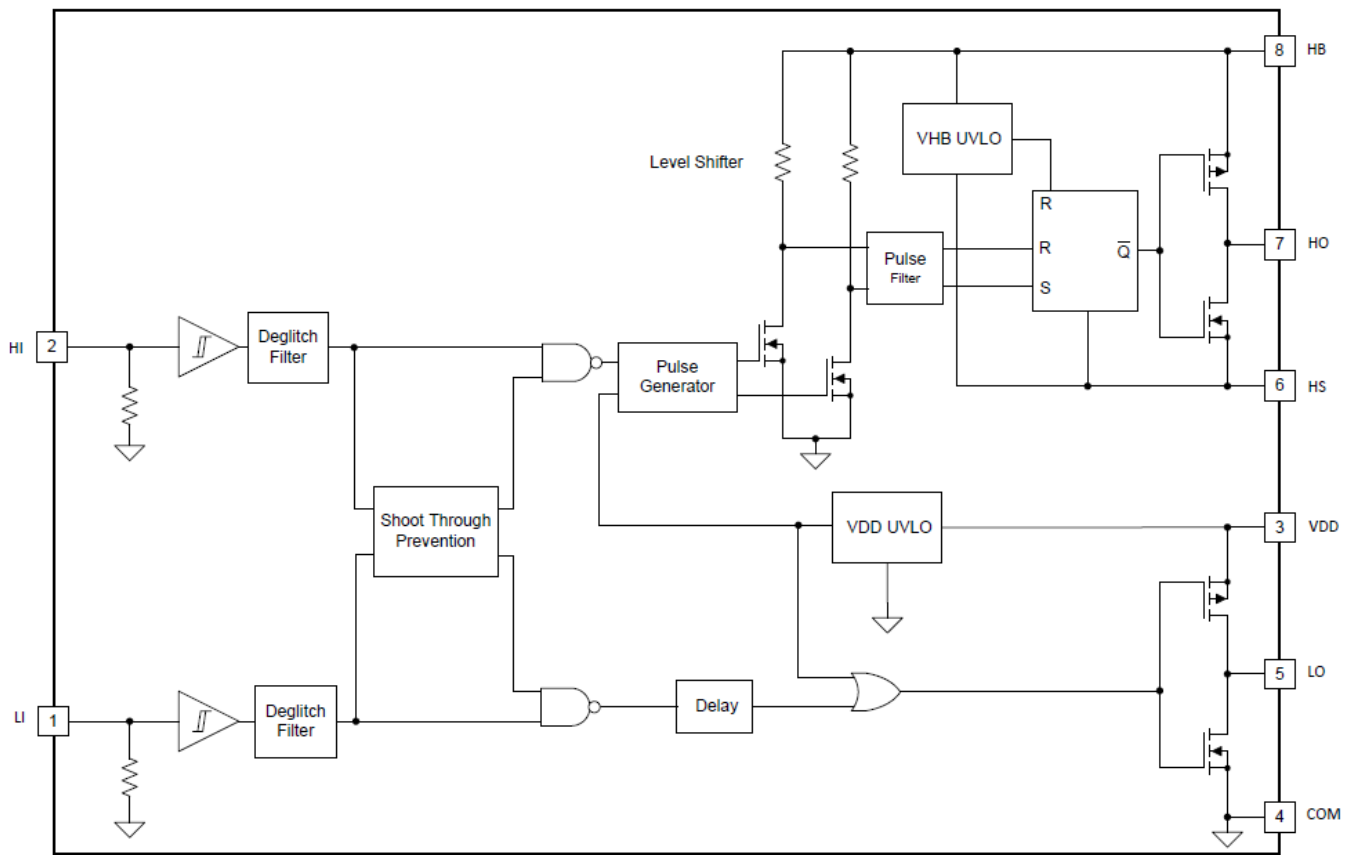 8 HB
VHB UVLO
Level Shifter
R
R
Q̅
S
Pulse
Filter
7 HO
HI 2
Deglitch
Filter
Pulse
Generator
6 HS
Shoot Through
Prevention
VDD UVLO
3 VDD
LI 1
Deglitch
Filter
Delay
5 LO
4 COM